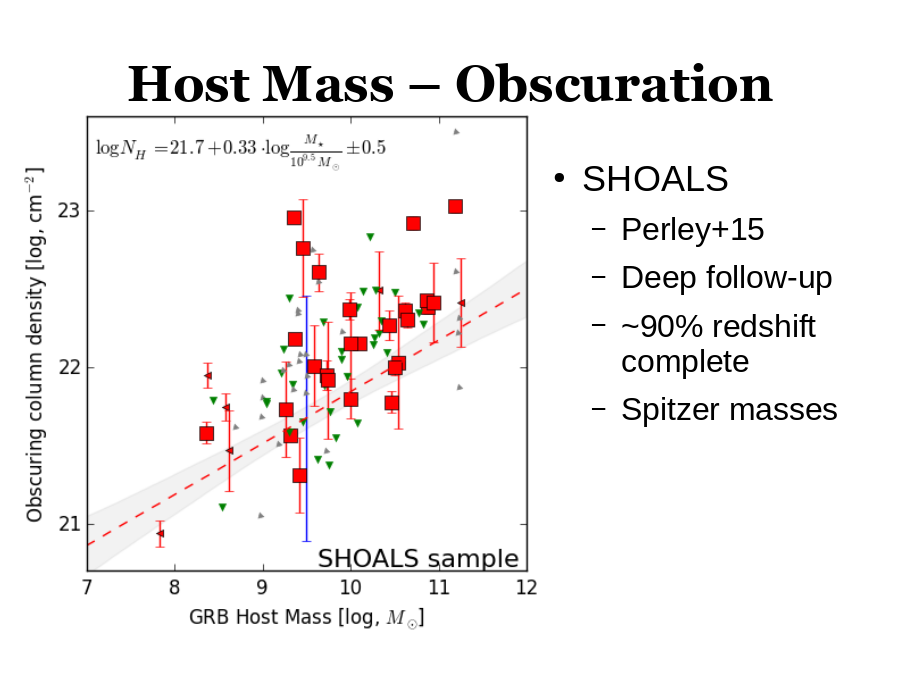 Host Mass – Obscuration
logN_H =21.7+0.33 ·log M⋆/10^9.5 M⊙ ±0.5
23
22
21
Obscuring column density [log, cm⁻²]
SHOALS sample
7 8 9 10 11 12
GRB Host Mass [log, M⊙]
• SHOALS
– Perley+15
– Deep follow-up
– ~90% redshift
complete
– Spitzer masses